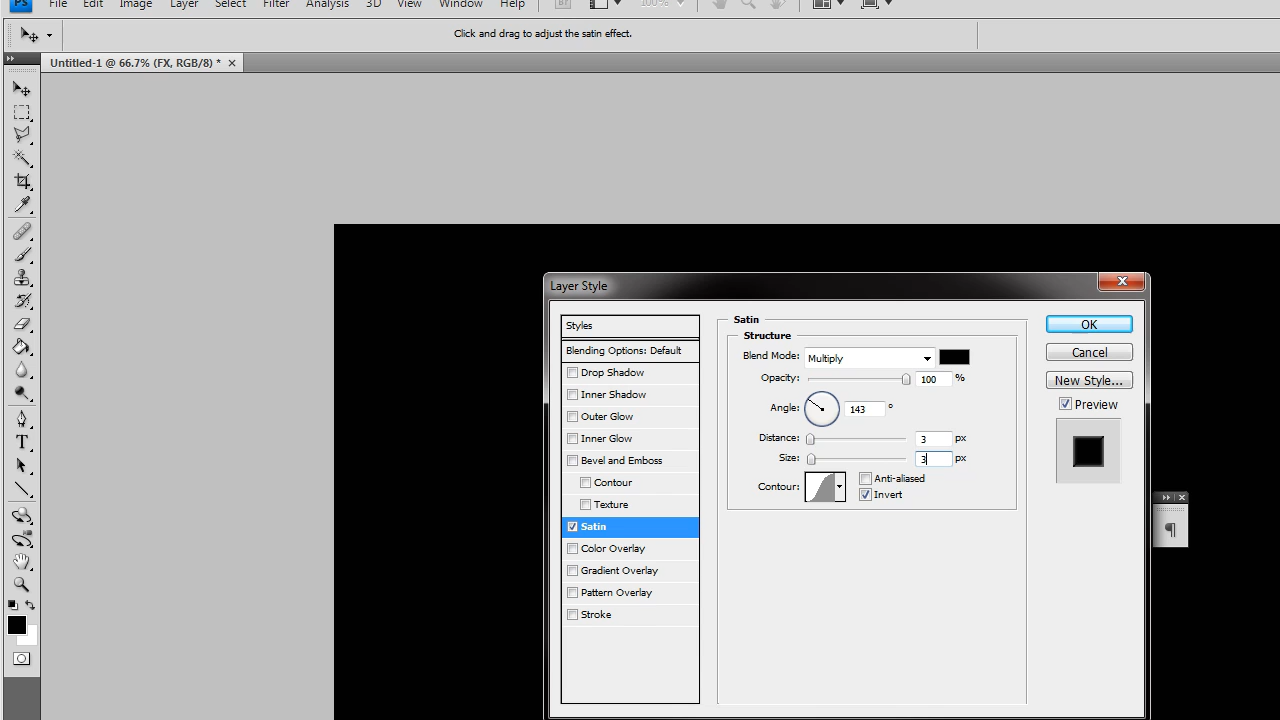 Ps File Edit Image Layer Select Filter Analysis 3D View Window Help Br 100%
Click and drag to adjust the satin effect.
Untitled-1 @ 66.7% (FX, RGB/8) *
Layer Style
Styles
Blending Options: Default
Drop Shadow
Inner Shadow
Outer Glow
Inner Glow
Bevel and Emboss
Contour
Texture
Satin
Color Overlay
Gradient Overlay
Pattern Overlay
Stroke
Satin
Structure
Blend Mode: Multiply
Opacity: 100 %
Angle: 143 °
Distance: 3 px
Size: 3 px
Contour:
Anti-aliased
Invert
OK
Cancel
New Style...
Preview
T
¶